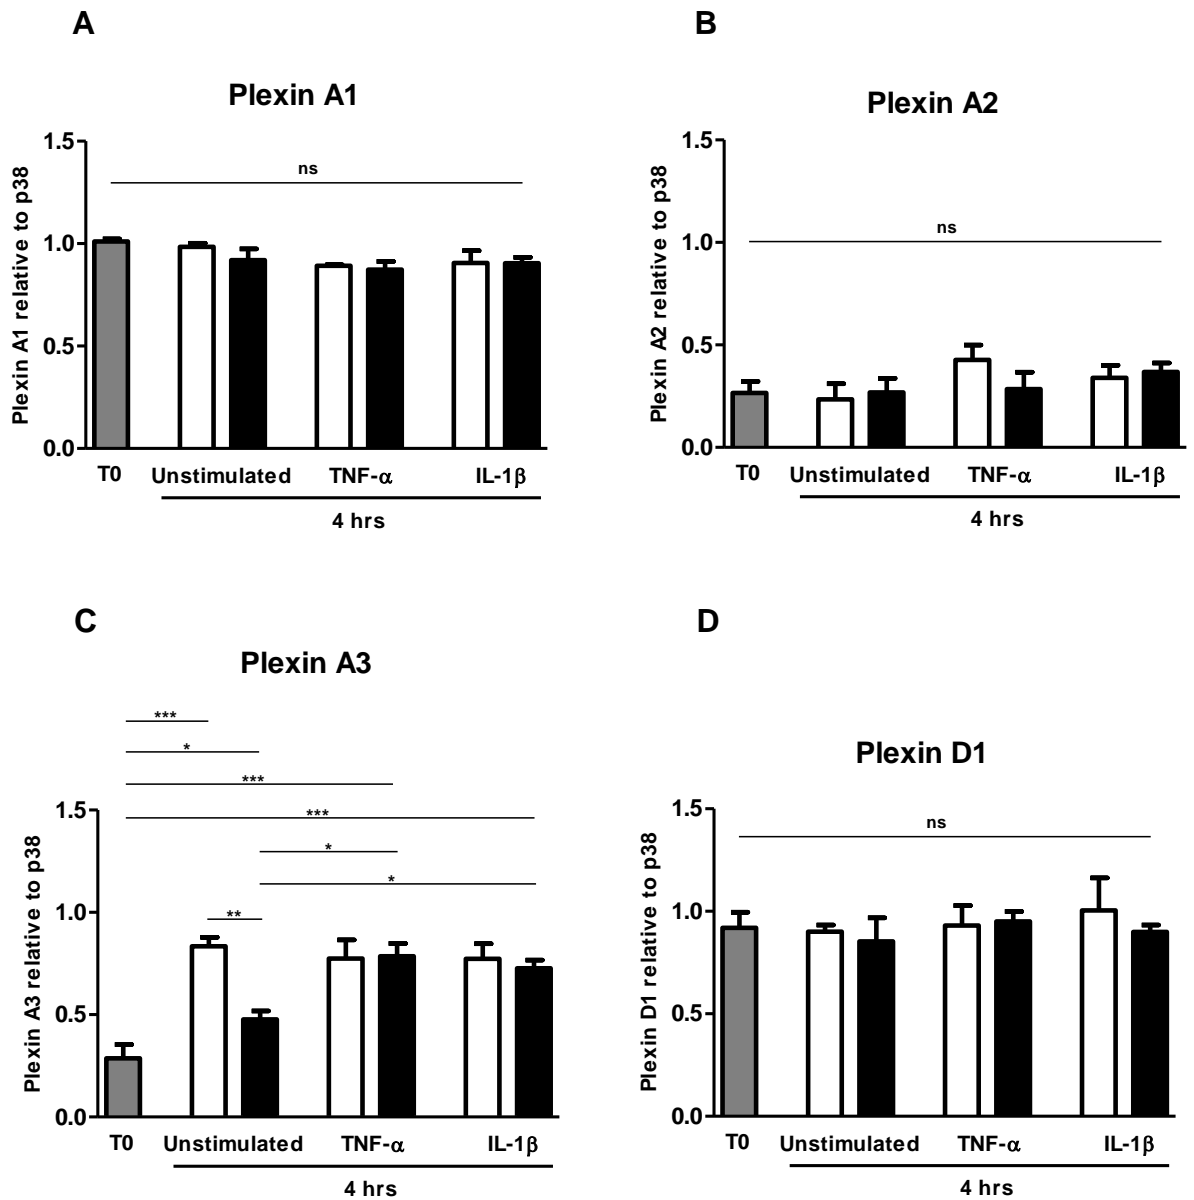 A
Plexin A1
Plexin A1 relative to p38
1.5
1.0
0.5
0.0
ns
T0 Unstimulated TNF-α IL-1β
4 hrs
B
Plexin A2
Plexin A2 relative to p38
1.5
1.0
0.5
0.0
ns
T0 Unstimulated TNF-α IL-1β
4 hrs
C
Plexin A3
Plexin A3 relative to p38
1.5
1.0
0.5
0.0
***
*
***
***
*
*
**
T0 Unstimulated TNF-α IL-1β
4 hrs
D
Plexin D1
Plexin D1 relative to p38
1.5
1.0
0.5
0.0
ns
T0 Unstimulated TNF-α IL-1β
4 hrs